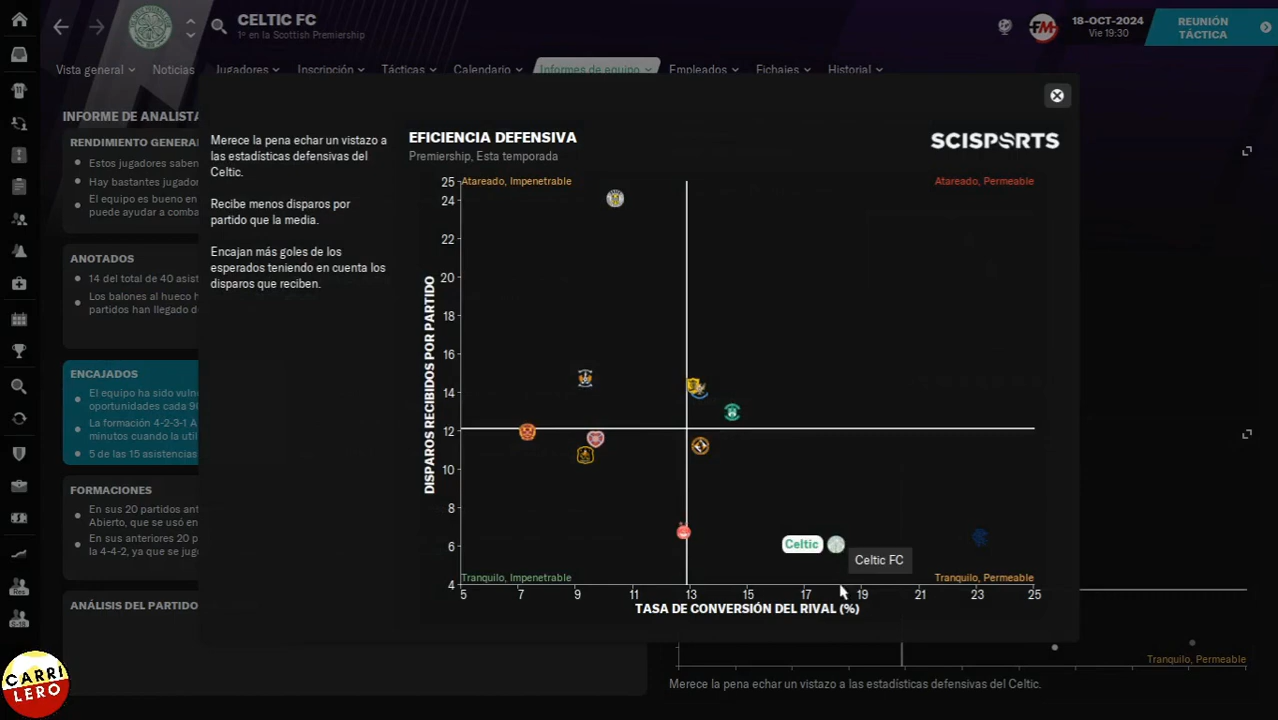 CELTIC FC
1º en la Scottish Premiership
18-OCT-2024
Vie 19:30
REUNIÓN
TÁCTICA
Vista general
Noticias
Jugadores
Inscripción
Tácticas
Calendario
Informes de equipo
Empleados
Fichajes
Historial
INFORME DE ANALISTA
RENDIMIENTO GENERA
Estos jugadores saben
Hay bastantes jugador
El equipo es bueno en
puede ayudar a comba
ANOTADOS
14 del total de 40 asist
Los balones al hueco h
partidos han llegado d
ENCAJADOS
El equipo ha sido vuln
oportunidades cada 90
La formación 4-2-3-1 A
minutos cuando la util
5 de las 15 asistencias
FORMACIONES
En sus 20 partidos ant
Abierto, que se usó en
En sus anteriores 20 p
la 4-4-2, ya que se juga
ANÁLISIS DEL PARTIDO
Merece la pena echar un vistazo a
las estadísticas defensivas del
Celtic.
Recibe menos disparos por
partido que la media.
Encajan más goles de los
esperados teniendo en cuenta los
disparos que reciben.
EFICIENCIA DEFENSIVA
Premiership, Esta temporada
SCISPORTS
Atareado, Impenetrable
Atareado, Permeable
DISPAROS RECIBIDOS POR PARTIDO
25
24
22
20
18
16
14
12
10
8
6
4
Celtic
Celtic FC
Tranquilo, Impenetrable
Tranquilo, Permeable
5 7 9 11 13 15 17 19 21 23 25
TASA DE CONVERSIÓN DEL RIVAL (%)
Tranquilo, Permeable
Merece la pena echar un vistazo a las estadísticas defensivas del Celtic.
CARRI
LERO